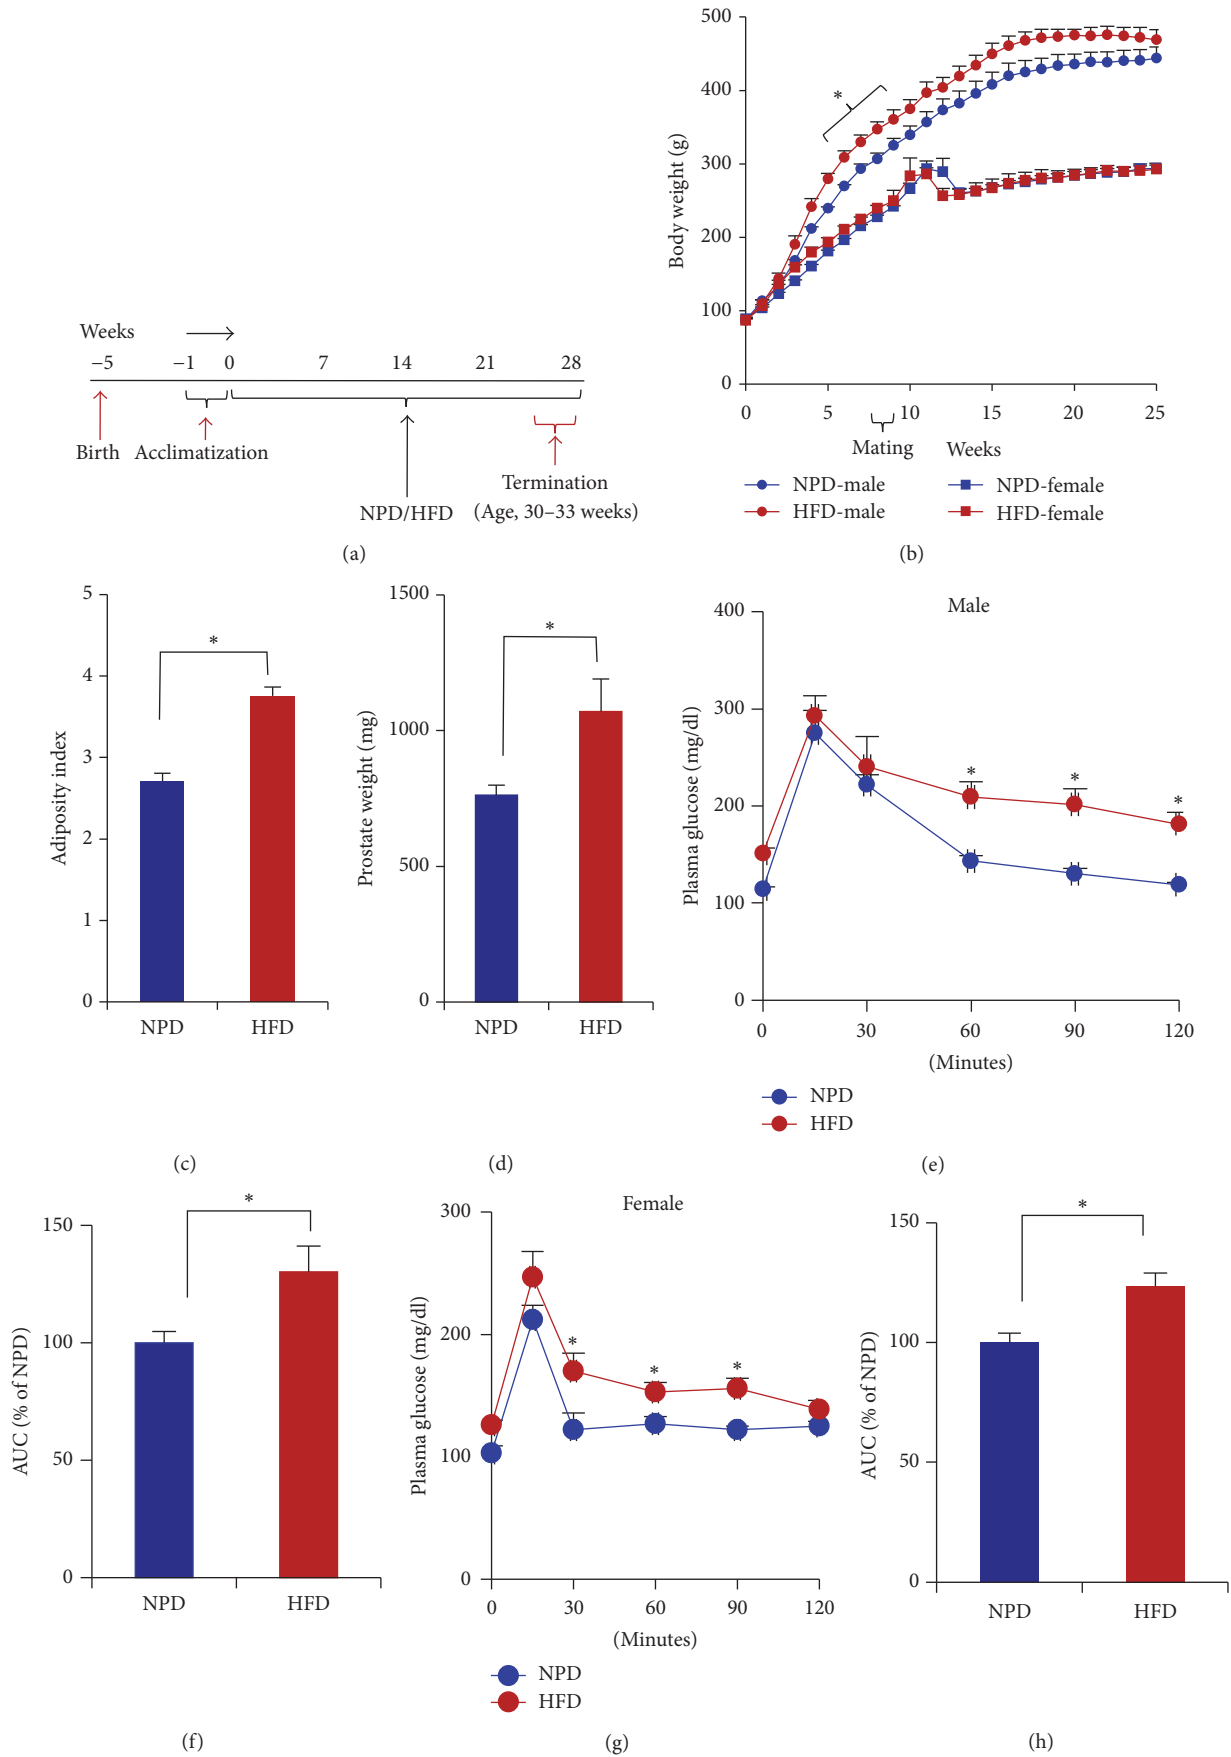 Weeks
−5 −1 0 7 14 21 28
Birth Acclimatization
Termination
NPD/HFD (Age, 30–33 weeks)
(a)
500
400
300
200
100
0
Body weight (g)
*
0 5 10 15 20 25
Mating Weeks
NPD-male NPD-female
HFD-male HFD-female
(b)
5
4
3
2
1
0
Adiposity index
*
NPD HFD
(c)
1500
1000
500
0
Prostate weight (mg)
*
NPD HFD
(d)
Male
400
300
200
100
0
Plasma glucose (mg/dl)
* * *
0 30 60 90 120
(Minutes)
NPD
HFD
(e)
150
100
50
0
AUC (% of NPD)
*
NPD HFD
(f)
Female
300
200
100
0
Plasma glucose (mg/dl)
* * *
0 30 60 90 120
(Minutes)
NPD
HFD
(g)
150
100
50
0
AUC (% of NPD)
*
NPD HFD
(h)